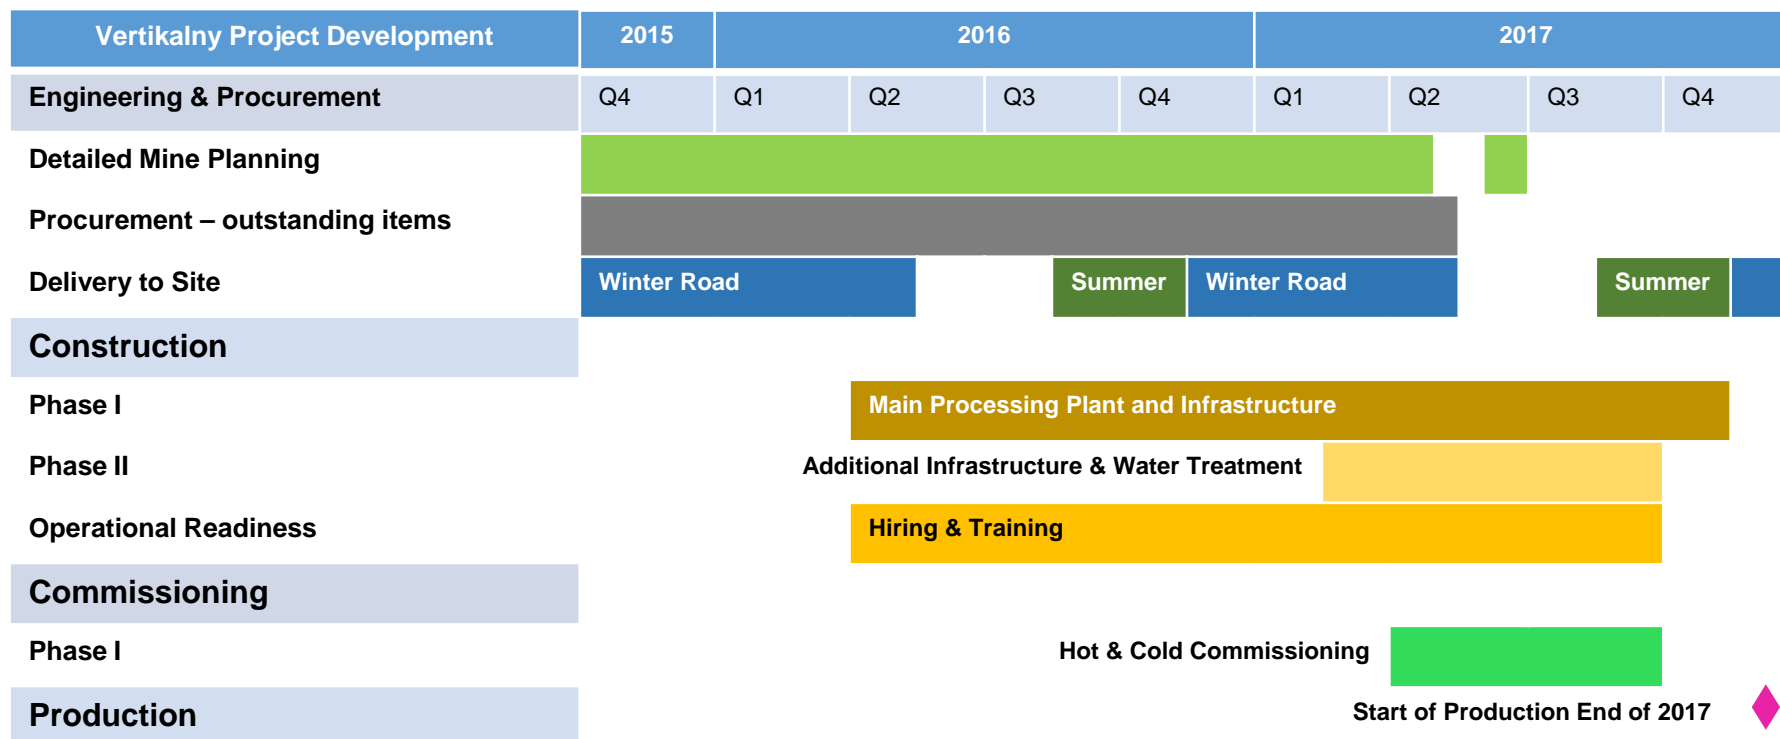 Vertikalny Project Development 2015 2016 2017
Engineering & Procurement Q4 Q1 Q2 Q3 Q4 Q1 Q2 Q3 Q4
Detailed Mine Planning
Procurement – outstanding items
Delivery to Site Winter Road Summer Winter Road Summer
Construction
Phase I Main Processing Plant and Infrastructure
Phase II Additional Infrastructure & Water Treatment
Operational Readiness Hiring & Training
Commissioning
Phase I Hot & Cold Commissioning
Production Start of Production End of 2017